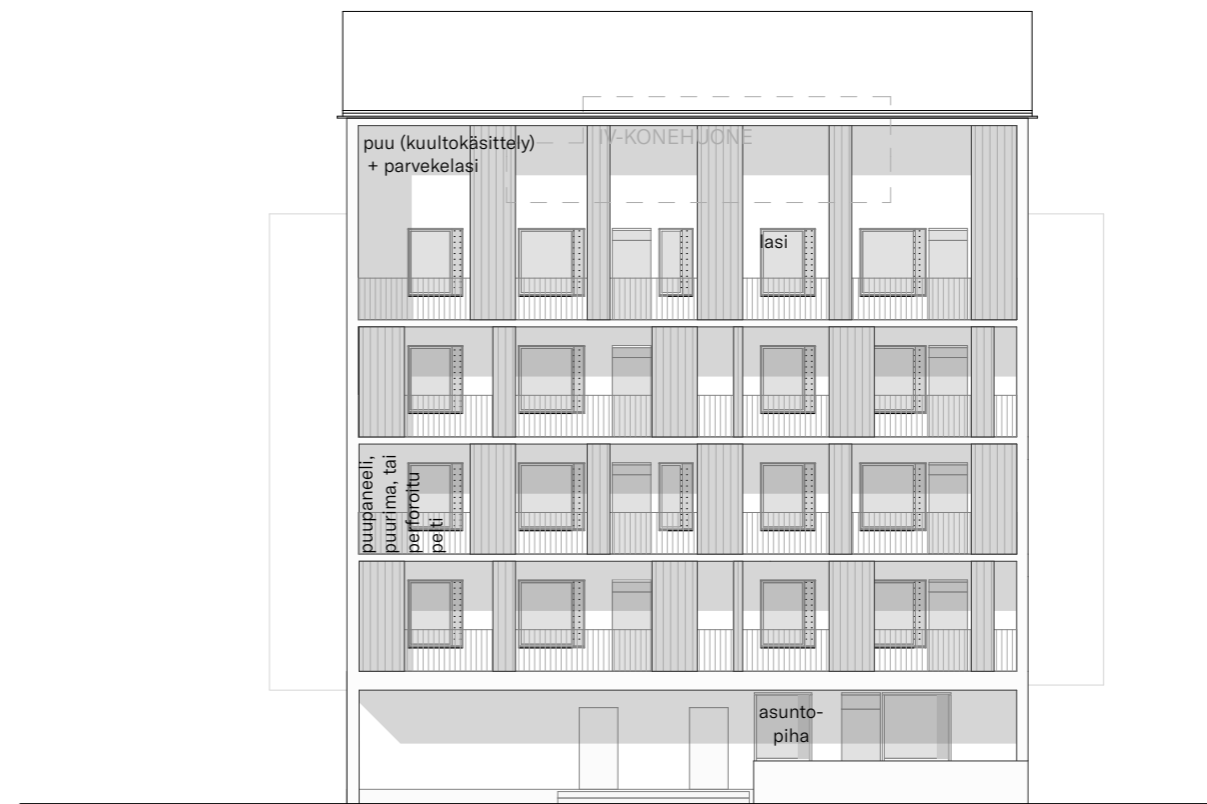 puu (kuultokäsittely)
+ parvekelasi
IV-KONEHUONE
lasi
puupaneeli,
puurima, tai
perforoitu
pelti
asunto-
piha